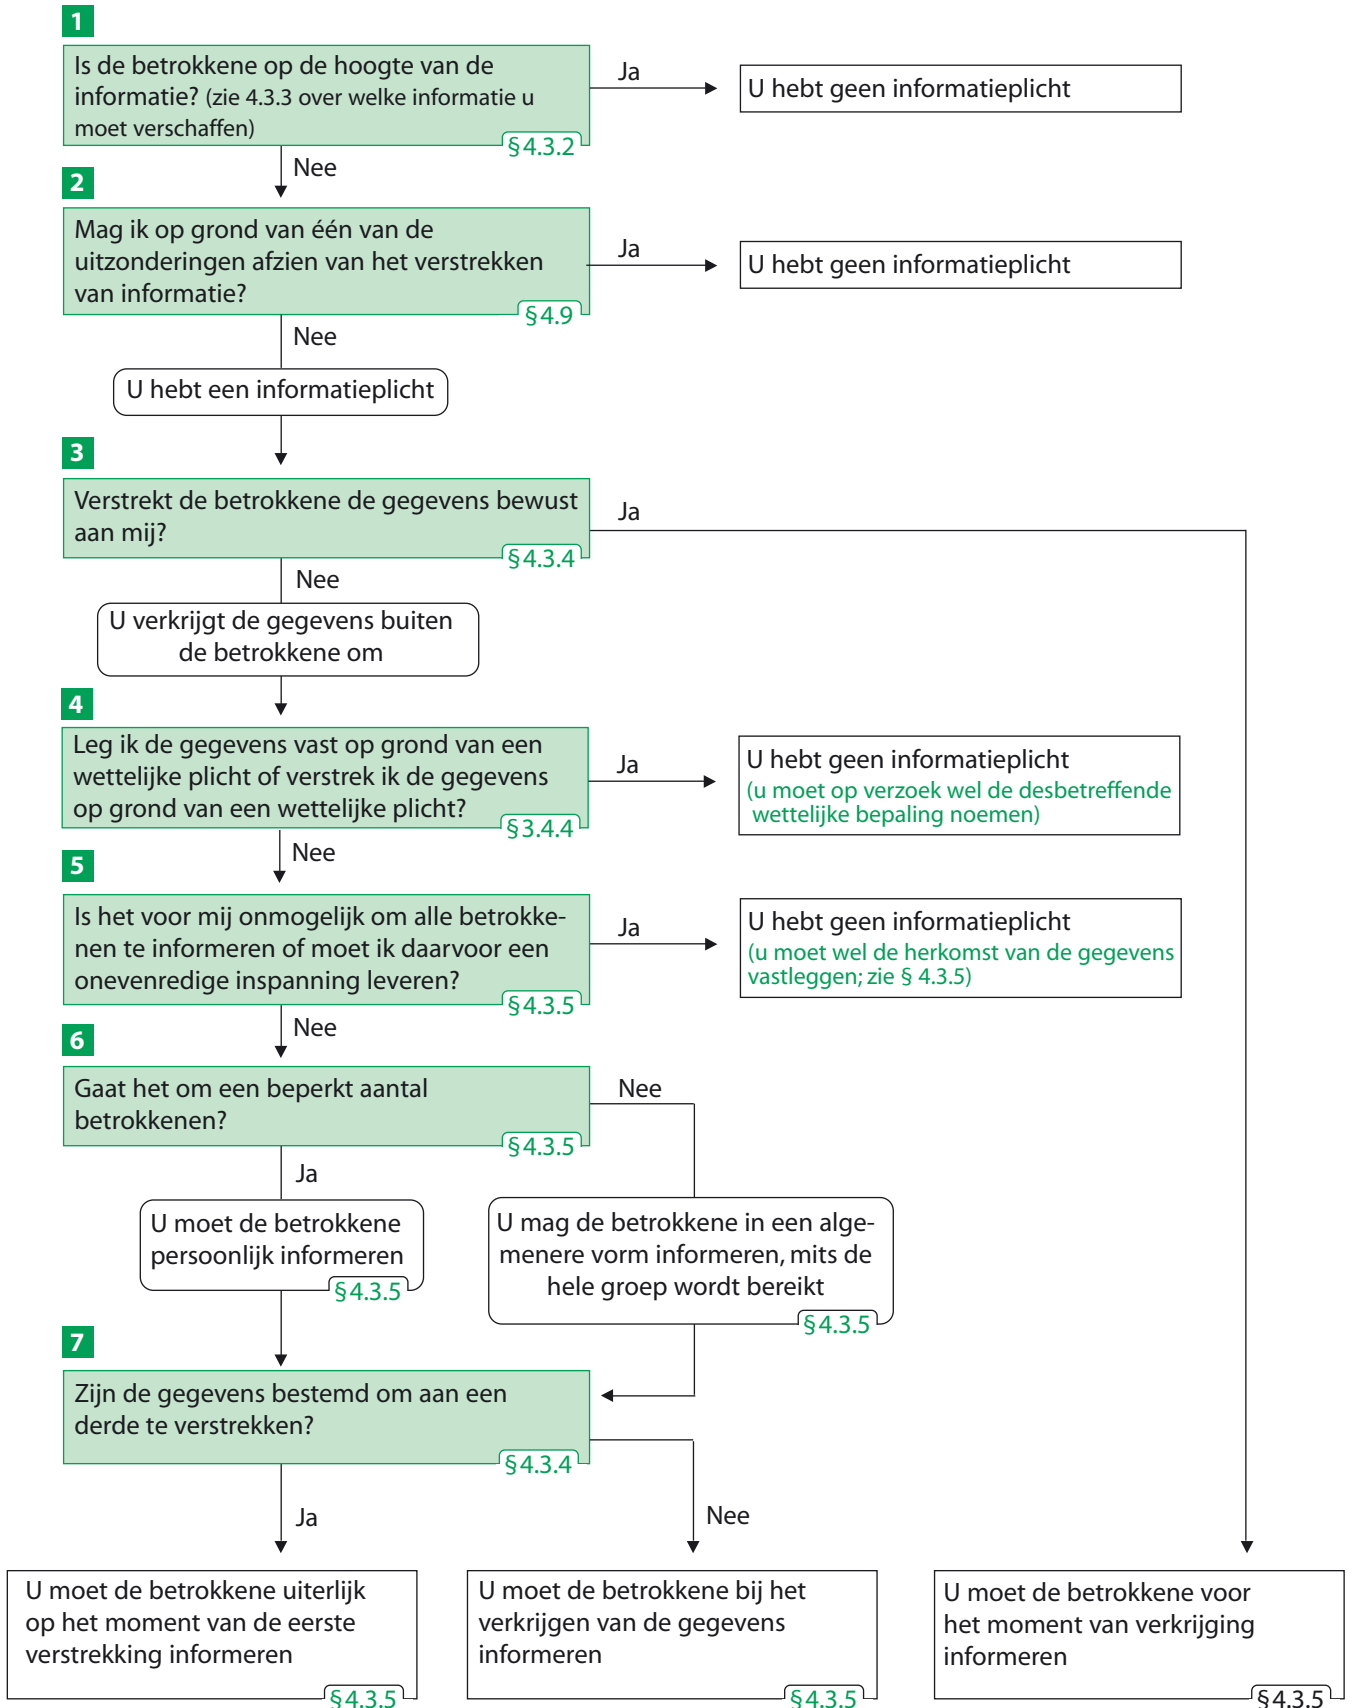 1
Is de betrokkene op de hoogte van de
informatie? (zie 4.3.3 over welke informatie u
moet verschaffen)
§4.3.2
Ja
U hebt geen informatieplicht
Nee
2
Mag ik op grond van één van de
uitzonderingen afzien van het verstrekken
van informatie?
§4.9
Ja
U hebt geen informatieplicht
Nee
U hebt een informatieplicht
3
Verstrekt de betrokkene de gegevens bewust
aan mij?
§4.3.4
Ja
Nee
U verkrijgt de gegevens buiten
de betrokkene om
4
Leg ik de gegevens vast op grond van een
wettelijke plicht of verstrek ik de gegevens
op grond van een wettelijke plicht?
§3.4.4
Ja
U hebt geen informatieplicht
(u moet op verzoek wel de desbetreffende
wettelijke bepaling noemen)
Nee
5
Is het voor mij onmogelijk om alle betrokke-
nen te informeren of moet ik daarvoor een
onevenredige inspanning leveren?
§4.3.5
Ja
U hebt geen informatieplicht
(u moet wel de herkomst van de gegevens
vastleggen; zie § 4.3.5)
Nee
6
Gaat het om een beperkt aantal
betrokkenen?
§4.3.5
Nee
Ja
U moet de betrokkene
persoonlijk informeren
§4.3.5
U mag de betrokkene in een alge-
menere vorm informeren, mits de
hele groep wordt bereikt
§4.3.5
7
Zijn de gegevens bestemd om aan een
derde te verstrekken?
§4.3.4
Ja
Nee
U moet de betrokkene uiterlijk
op het moment van de eerste
verstrekking informeren
§4.3.5
U moet de betrokkene bij het
verkrijgen van de gegevens
informeren
§4.3.5
U moet de betrokkene voor
het moment van verkrijging
informeren
§4.3.5